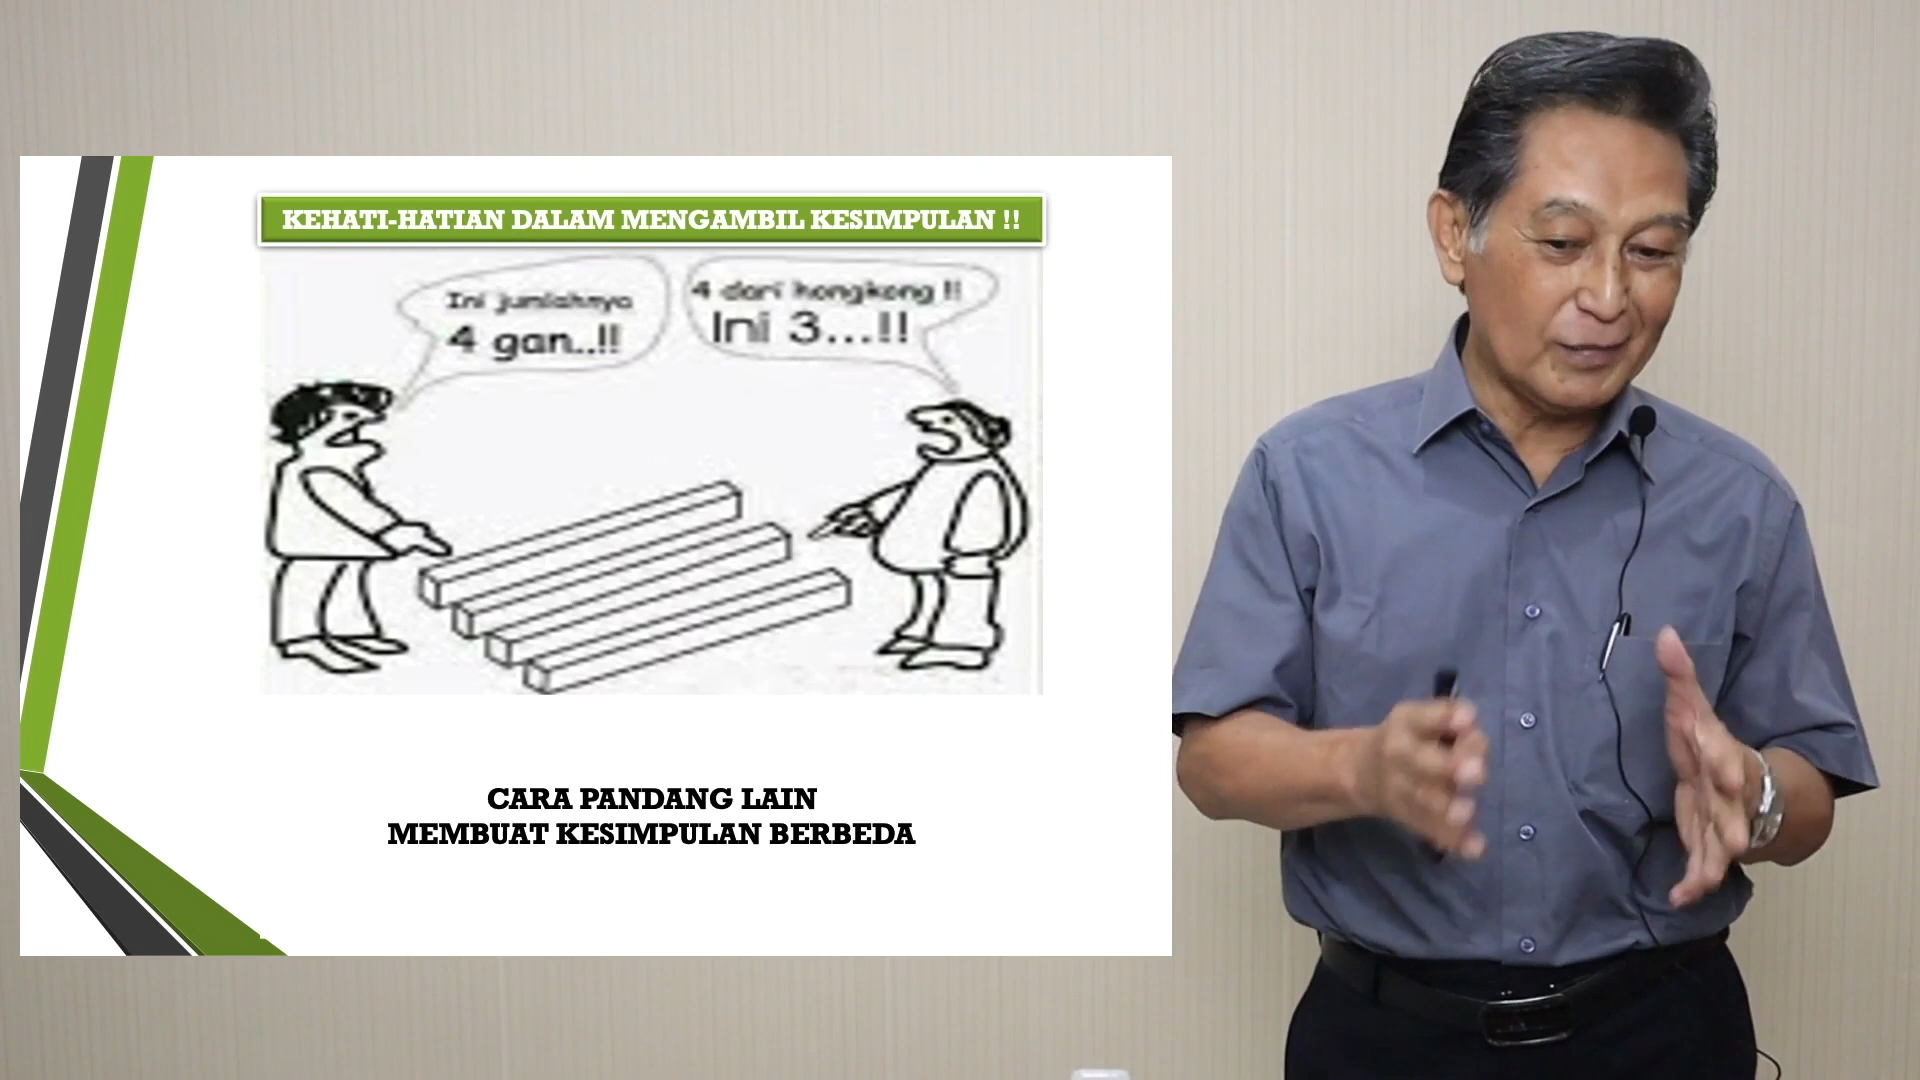 KEHATI-HATIAN DALAM MENGAMBIL KESIMPULAN !!
Ini jumlahnya
4 gan..!!
4 dari hongkong !!
Ini 3...!!
CARA PANDANG LAIN
MEMBUAT KESIMPULAN BERBEDA